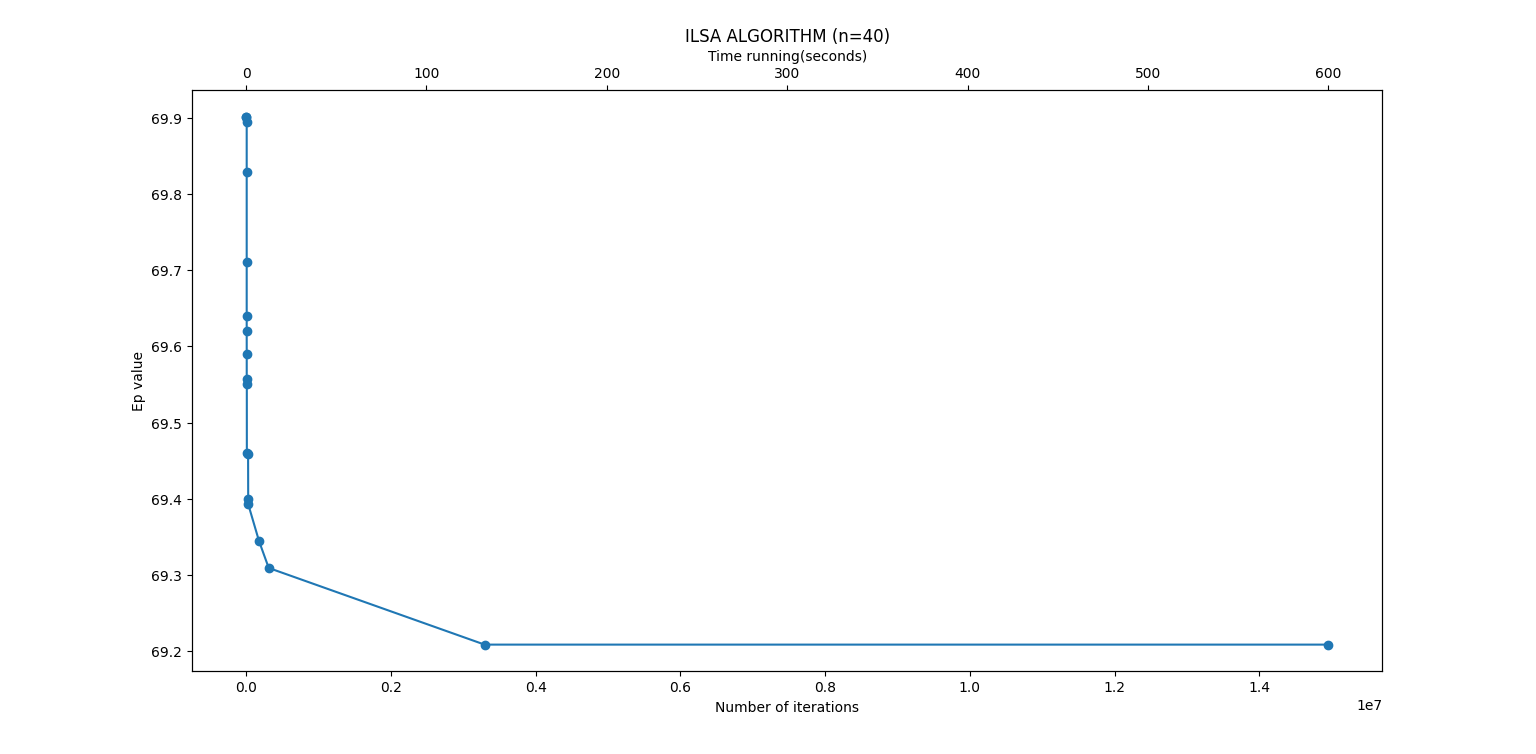 ILSA ALGORITHM (n=40)
Time running(seconds)
0 100 200 300 400 500 600
69.9
69.8
69.7
69.6
69.5
69.4
69.3
69.2
Ep value
0.0 0.2 0.4 0.6 0.8 1.0 1.2 1.4
1e7
Number of iterations